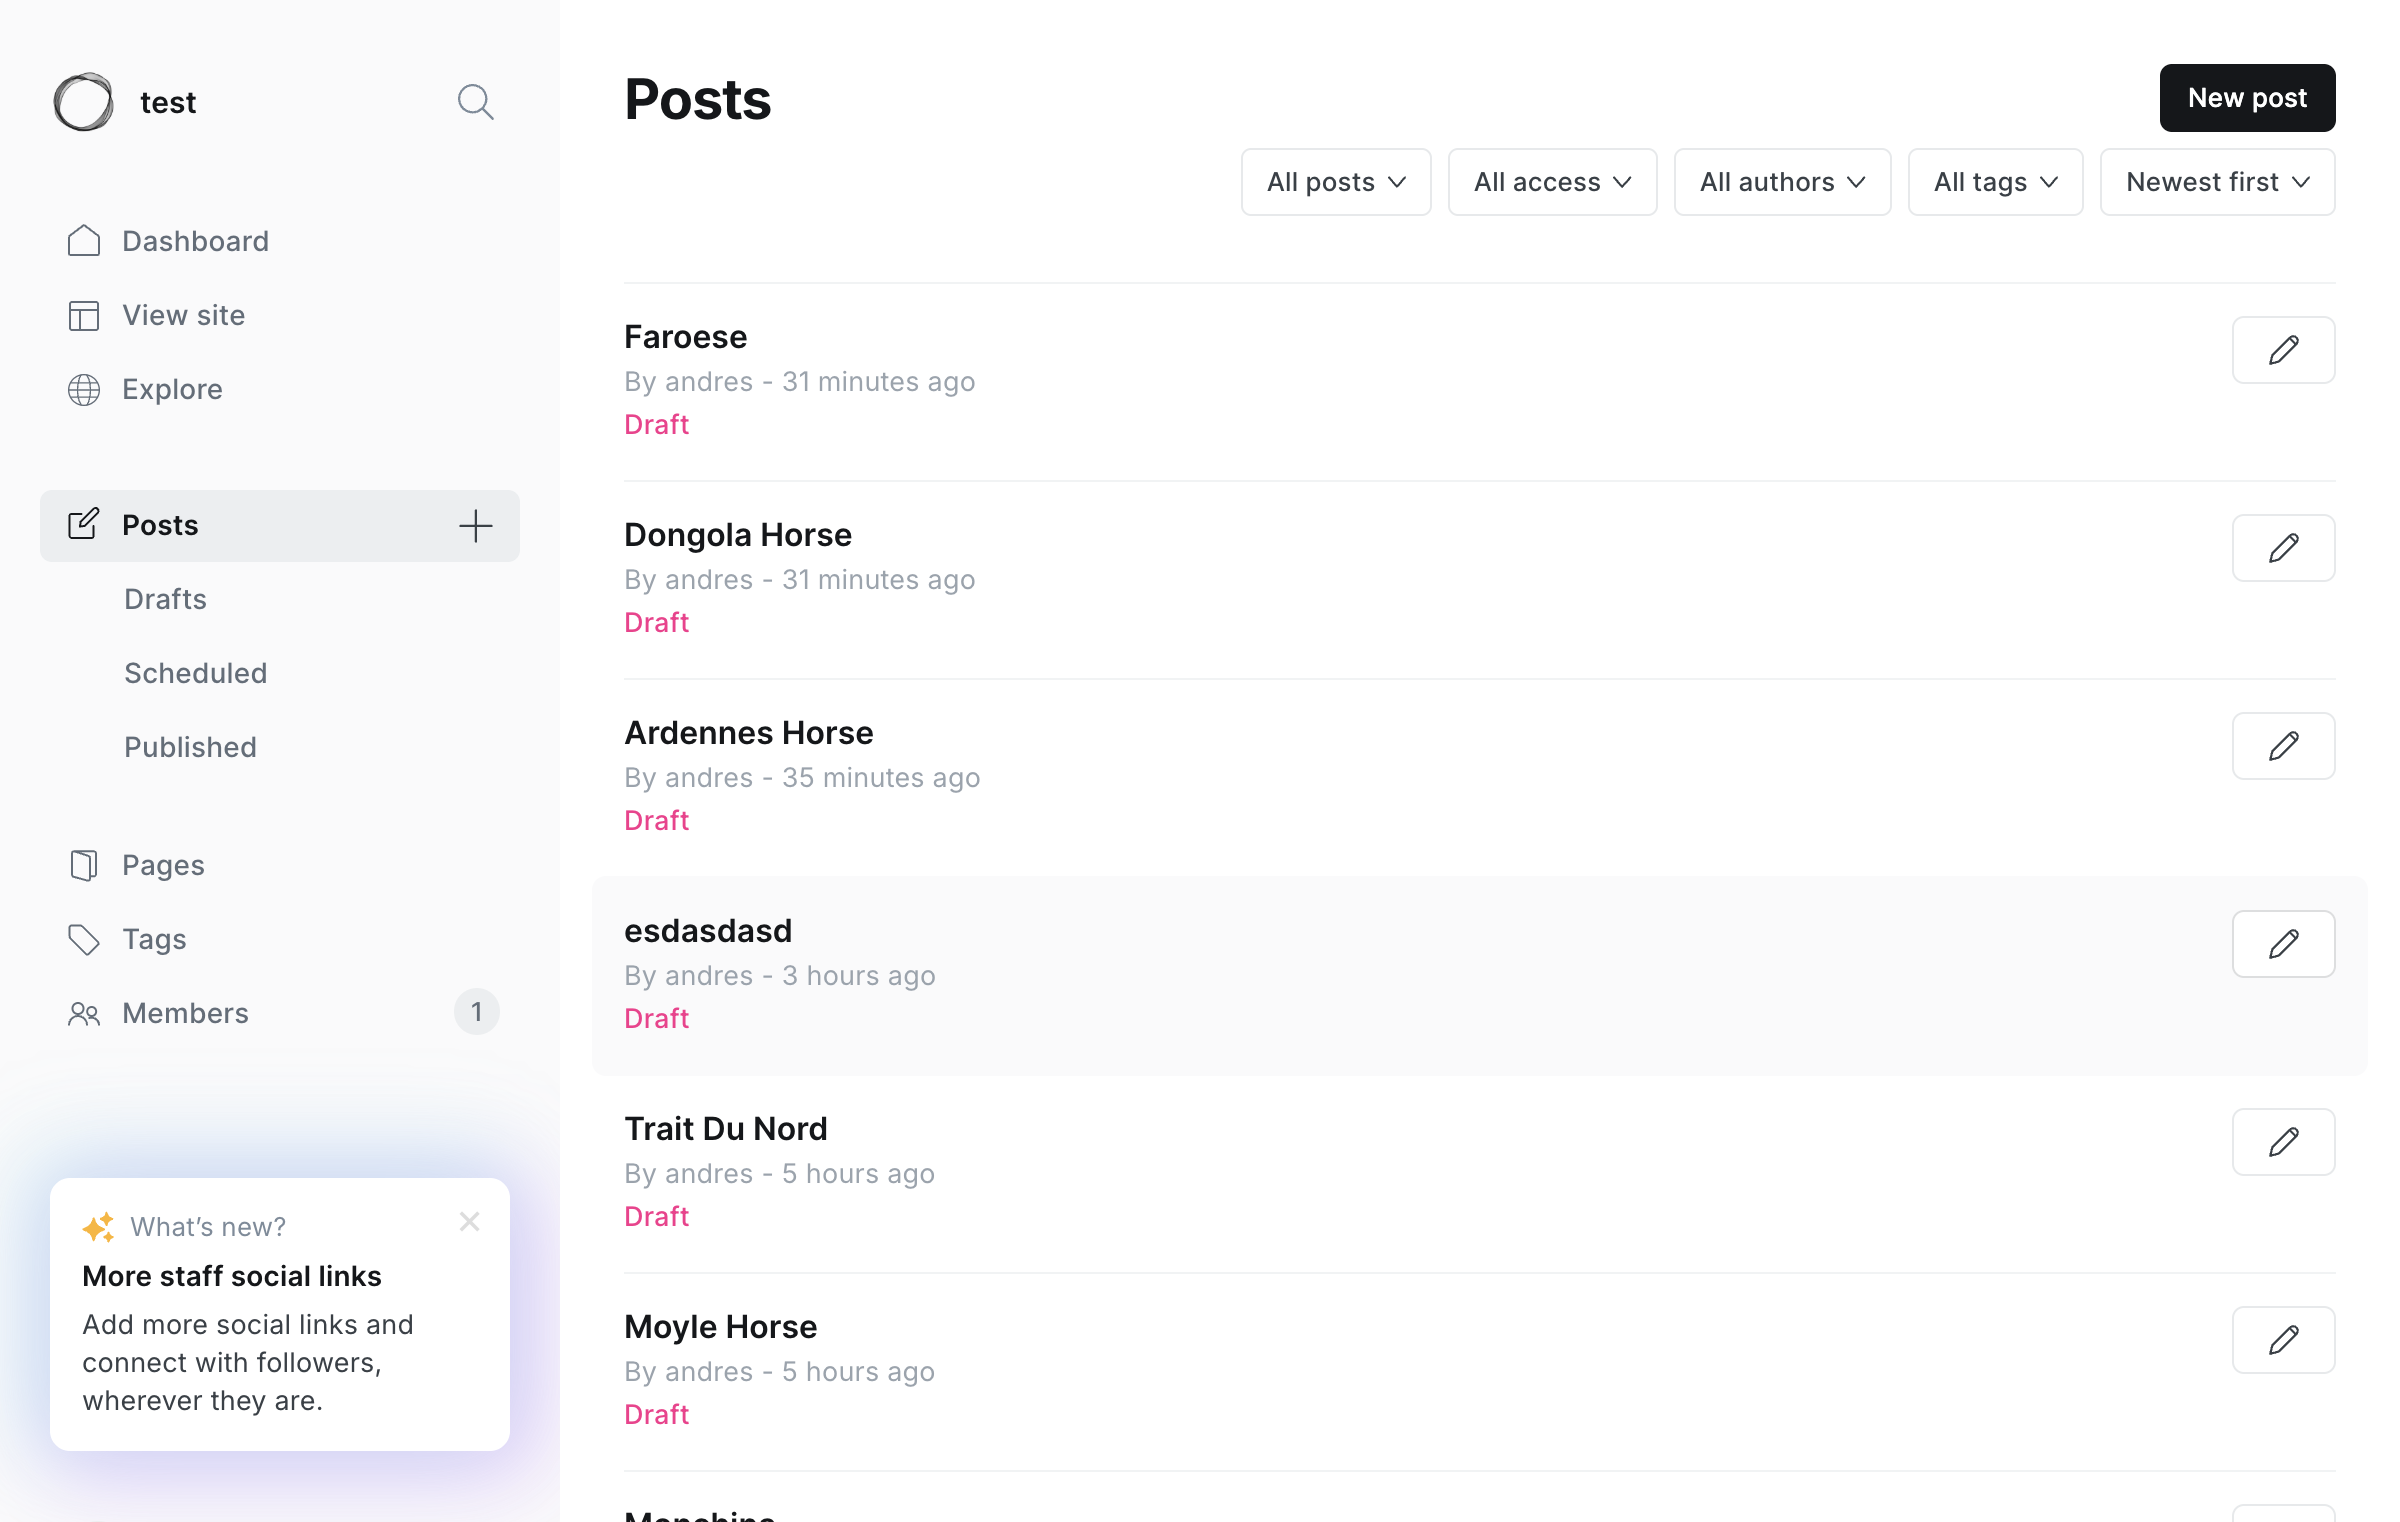 test
Dashboard
View site
Explore
Posts
Drafts
Scheduled
Published
Pages
Tags
Members 1
What’s new?
More staff social links
Add more social links and
connect with followers,
wherever they are.
Posts
New post
All posts
All access
All authors
All tags
Newest first
Faroese
By andres - 31 minutes ago
Draft
Dongola Horse
By andres - 31 minutes ago
Draft
Ardennes Horse
By andres - 35 minutes ago
Draft
esdasdasd
By andres - 3 hours ago
Draft
Trait Du Nord
By andres - 5 hours ago
Draft
Moyle Horse
By andres - 5 hours ago
Draft